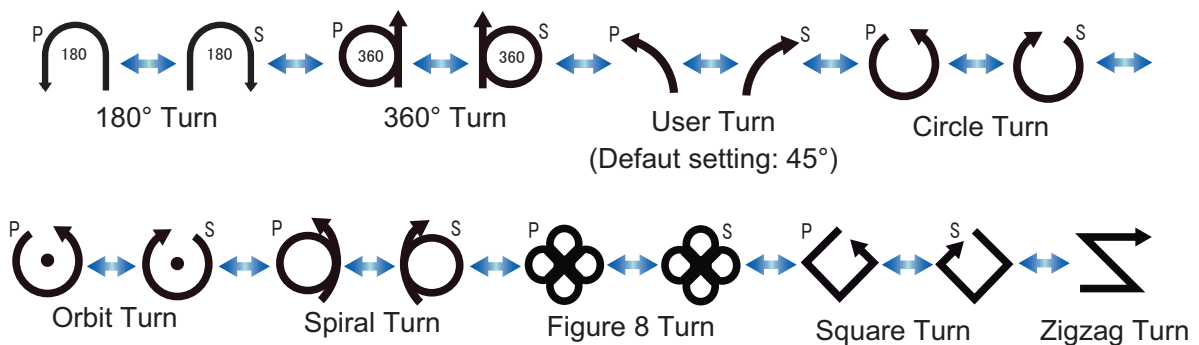 P 180 180 S P 360 360 S P S P S
180° Turn 360° Turn User Turn Circle Turn
(Defaut setting: 45°)
P S P S P S P S
Orbit Turn Spiral Turn Figure 8 Turn Square Turn Zigzag Turn